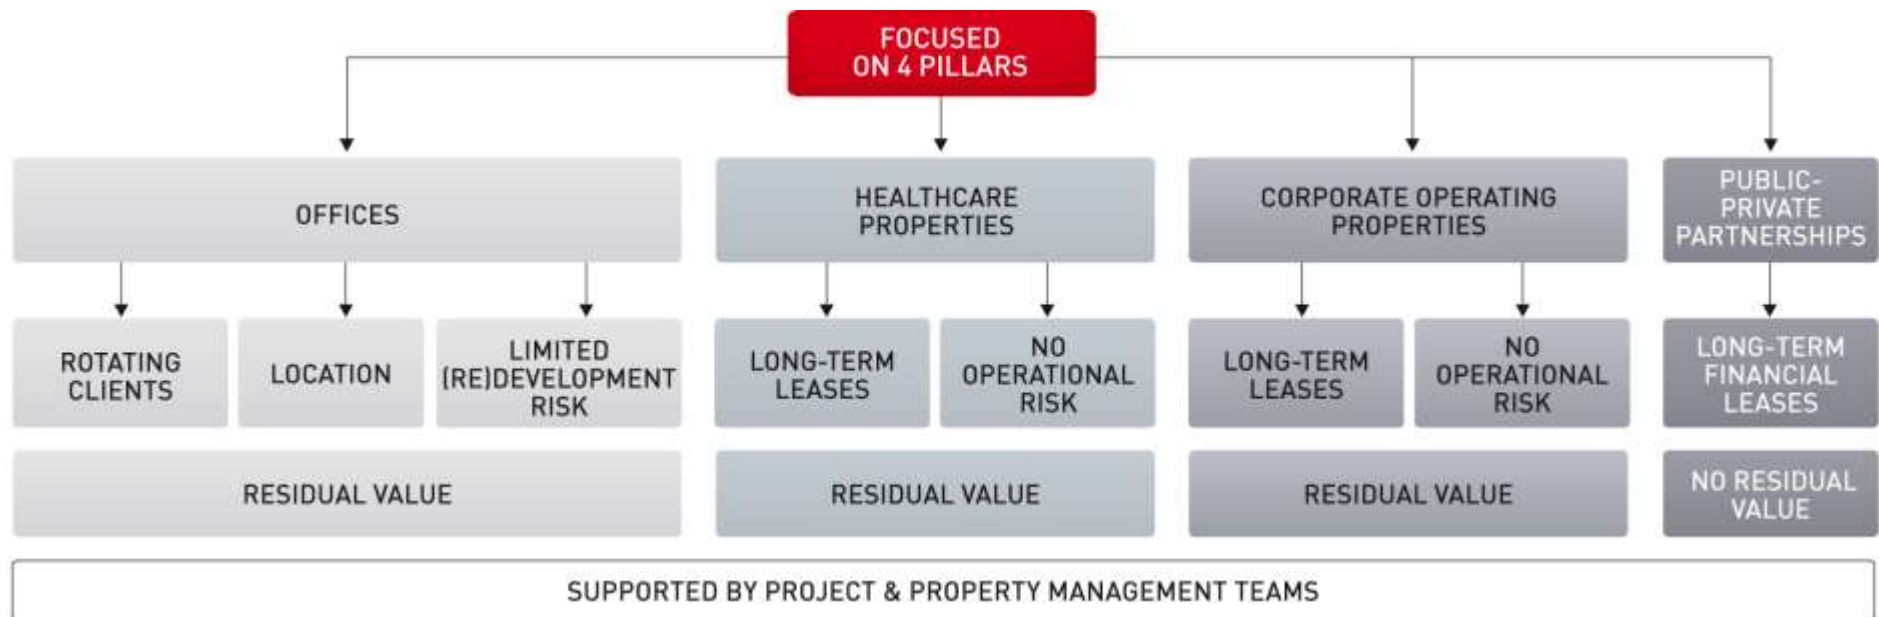 FOCUSED
ON 4 PILLARS
OFFICES
HEALTHCARE
PROPERTIES
CORPORATE OPERATING
PROPERTIES
PUBLIC-
PRIVATE
PARTNERSHIPS
ROTATING
CLIENTS
LOCATION
LIMITED
(RE)DEVELOPMENT
RISK
LONG-TERM
LEASES
NO
OPERATIONAL
RISK
LONG-TERM
LEASES
NO
OPERATIONAL
RISK
LONG-TERM
FINANCIAL
LEASES
RESIDUAL VALUE
RESIDUAL VALUE
RESIDUAL VALUE
NO RESIDUAL
VALUE
SUPPORTED BY PROJECT & PROPERTY MANAGEMENT TEAMS